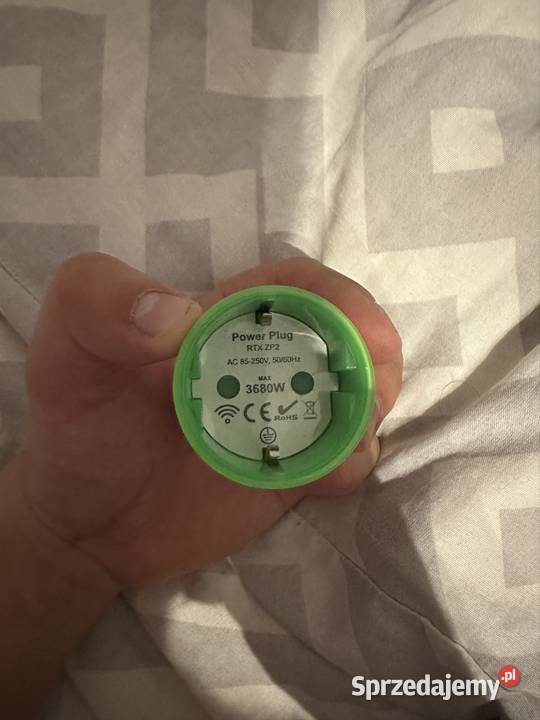 Power Plug
RTX ZP2
AC 85-250V, 50/60Hz
MAX
3680W
CE RoHS
Sprzedajemy.pl